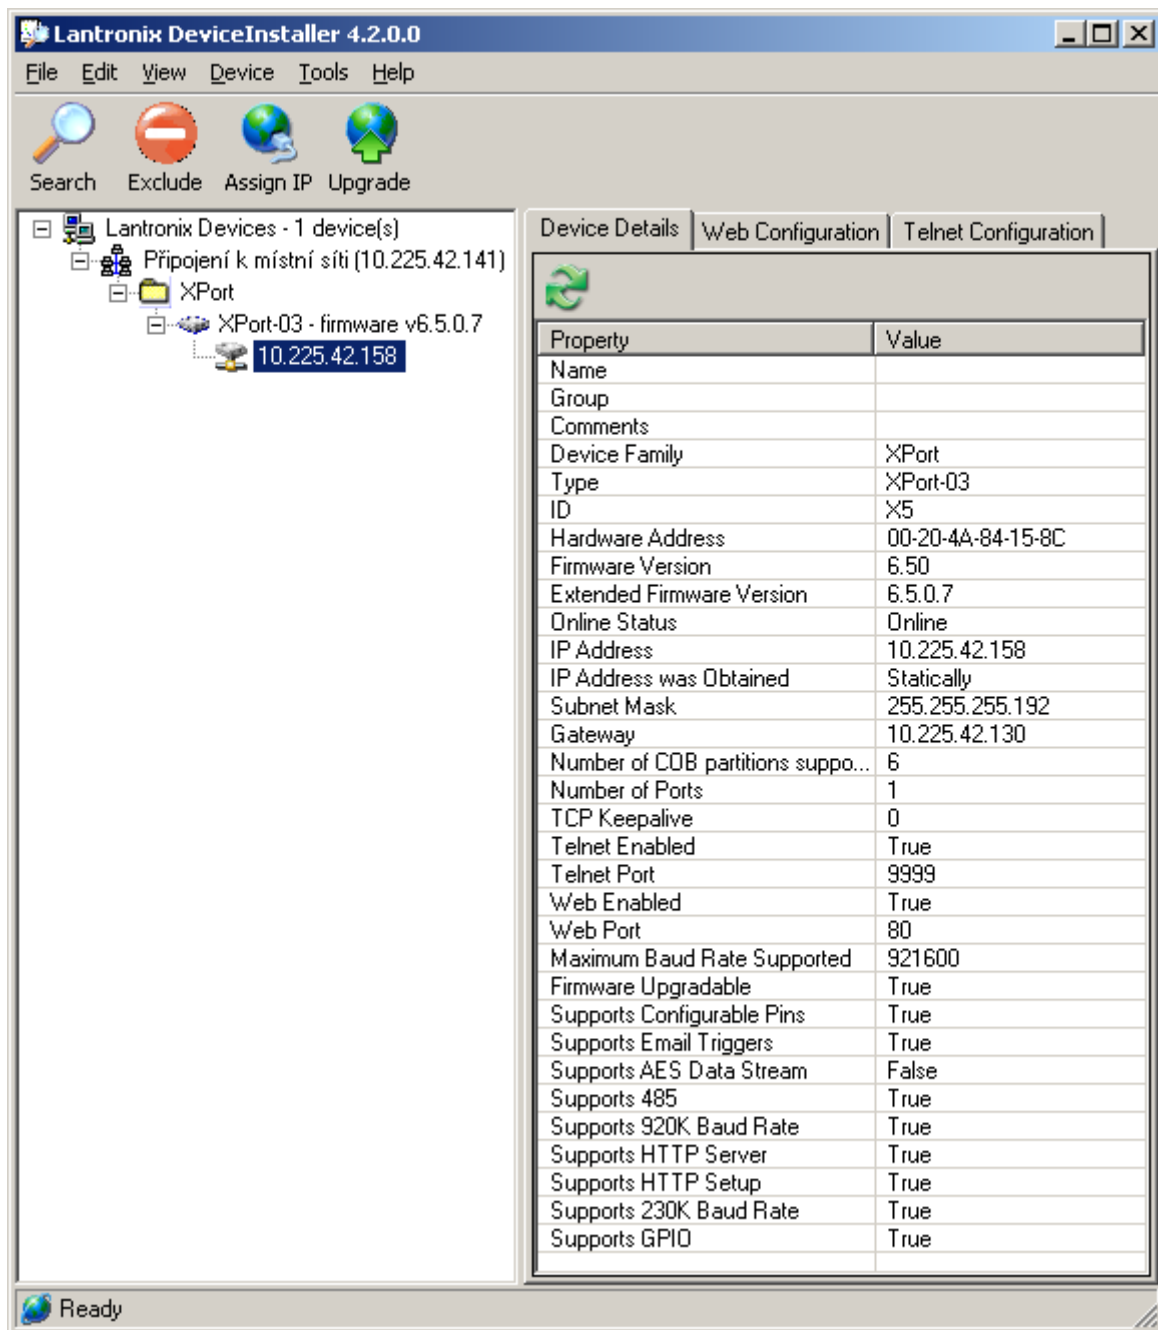 Lantronix DeviceInstaller 4.2.0.0
File Edit View Device Tools Help
Search Exclude Assign IP Upgrade
Lantronix Devices - 1 device(s)
Připojení k místní síti (10.225.42.141)
XPort
XPort-03 - firmware v6.5.0.7
10.225.42.158
Device Details Web Configuration Telnet Configuration
Property Value
Name
Group
Comments
Device Family XPort
Type XPort-03
ID X5
Hardware Address 00-20-4A-84-15-8C
Firmware Version 6.50
Extended Firmware Version 6.5.0.7
Online Status Online
IP Address 10.225.42.158
IP Address was Obtained Statically
Subnet Mask 255.255.255.192
Gateway 10.225.42.130
Number of COB partitions suppo... 6
Number of Ports 1
TCP Keepalive 0
Telnet Enabled True
Telnet Port 9999
Web Enabled True
Web Port 80
Maximum Baud Rate Supported 921600
Firmware Upgradable True
Supports Configurable Pins True
Supports Email Triggers True
Supports AES Data Stream False
Supports 485 True
Supports 920K Baud Rate True
Supports HTTP Server True
Supports HTTP Setup True
Supports 230K Baud Rate True
Supports GPIO True
Ready